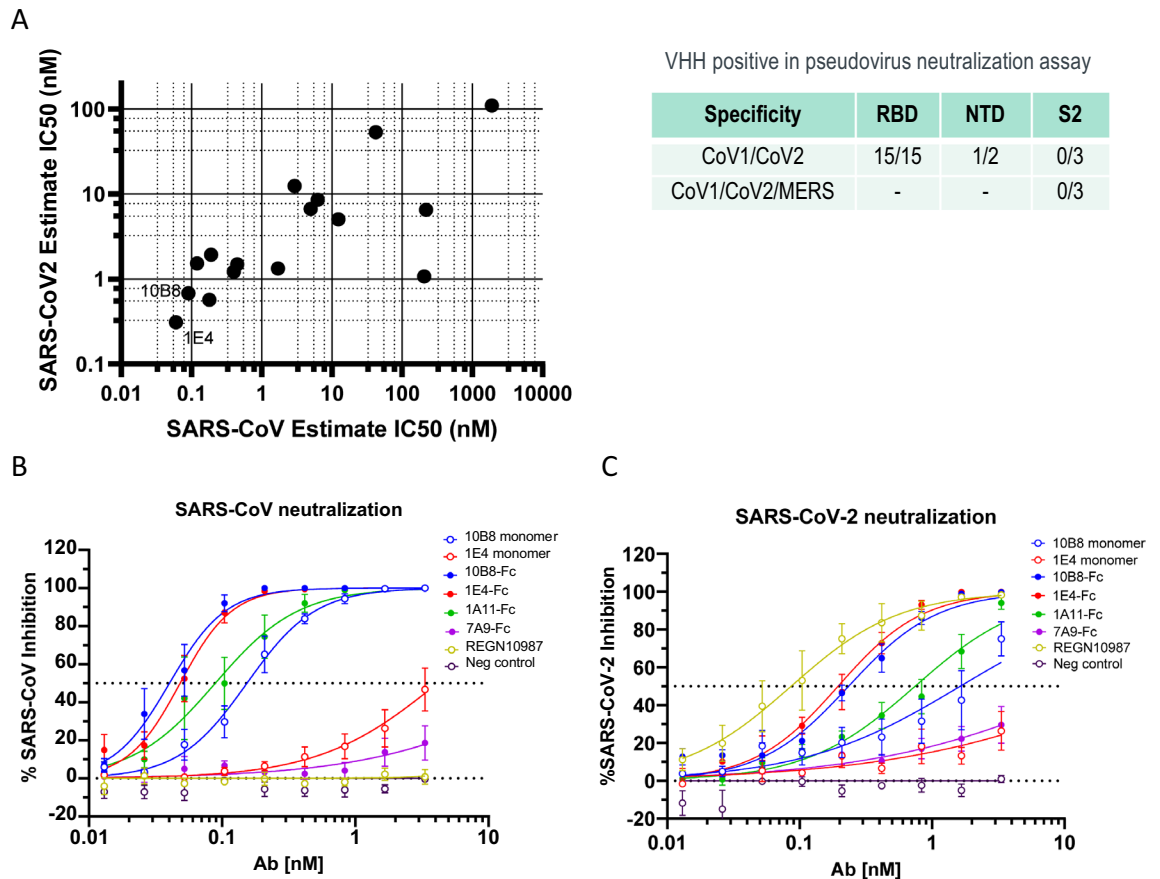 A
SARS-CoV2 Estimate IC50 (nM)
100
10
1
0.1
10B8
1E4
0.01 0.1 1 10 100 1000 10000
SARS-CoV Estimate IC50 (nM)
VHH positive in pseudovirus neutralization assay
Specificity RBD NTD S2
CoV1/CoV2 15/15 1/2 0/3
CoV1/CoV2/MERS - - 0/3
B
SARS-CoV neutralization
% SARS-CoV Inhibition
120
100
80
60
40
20
0
-20
0.01 0.1 1 10
Ab [nM]
10B8 monomer
1E4 monomer
10B8-Fc
1E4-Fc
1A11-Fc
7A9-Fc
REGN10987
Neg control
C
SARS-CoV-2 neutralization
%SARS-CoV-2 Inhibition
120
100
80
60
40
20
0
-20
0.01 0.1 1 10
Ab [nM]
10B8 monomer
1E4 monomer
10B8-Fc
1E4-Fc
1A11-Fc
7A9-Fc
REGN10987
Neg control